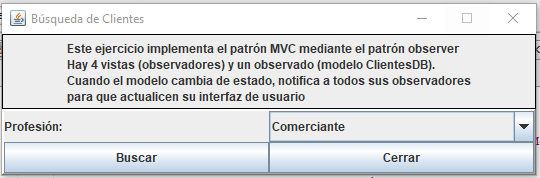 Búsqueda de Clientes
Este ejercicio implementa el patrón MVC mediante el patrón observer
Hay 4 vistas (observadores) y un observado (modelo ClientesDB).
Cuando el modelo cambia de estado, notifica a todos sus observadores
para que actualicen su interfaz de usuario
Profesión:
Comerciante
Buscar
Cerrar